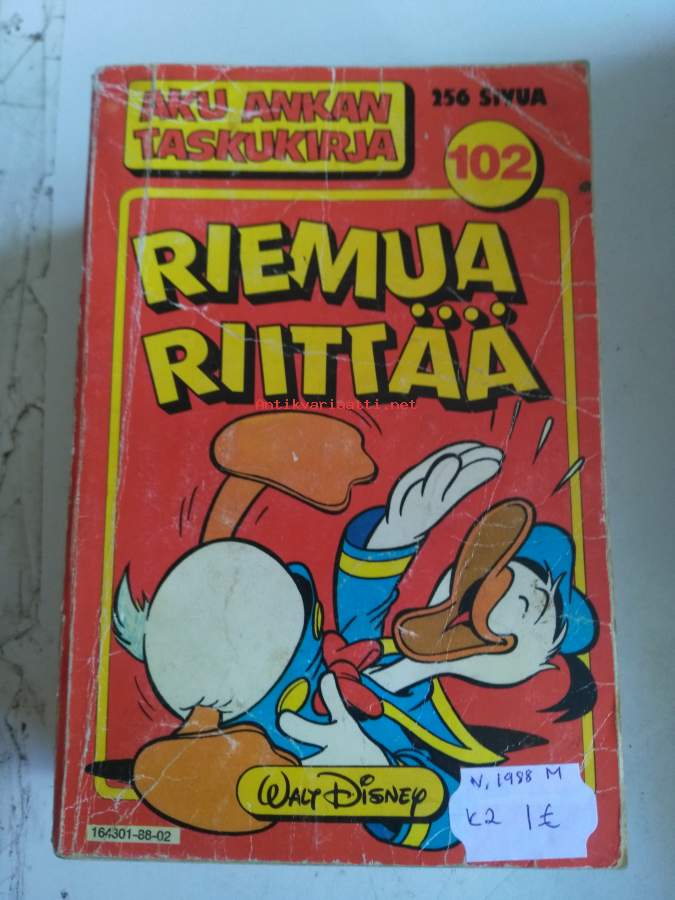 AKU ANKAN
TASKUKIRJA
256 SIVUA
102
RIEMUA
RIITTÄÄ
Antikvariaatti.net
WALT DISNEY
N, 1988 M
K2 1€
164301-88-02